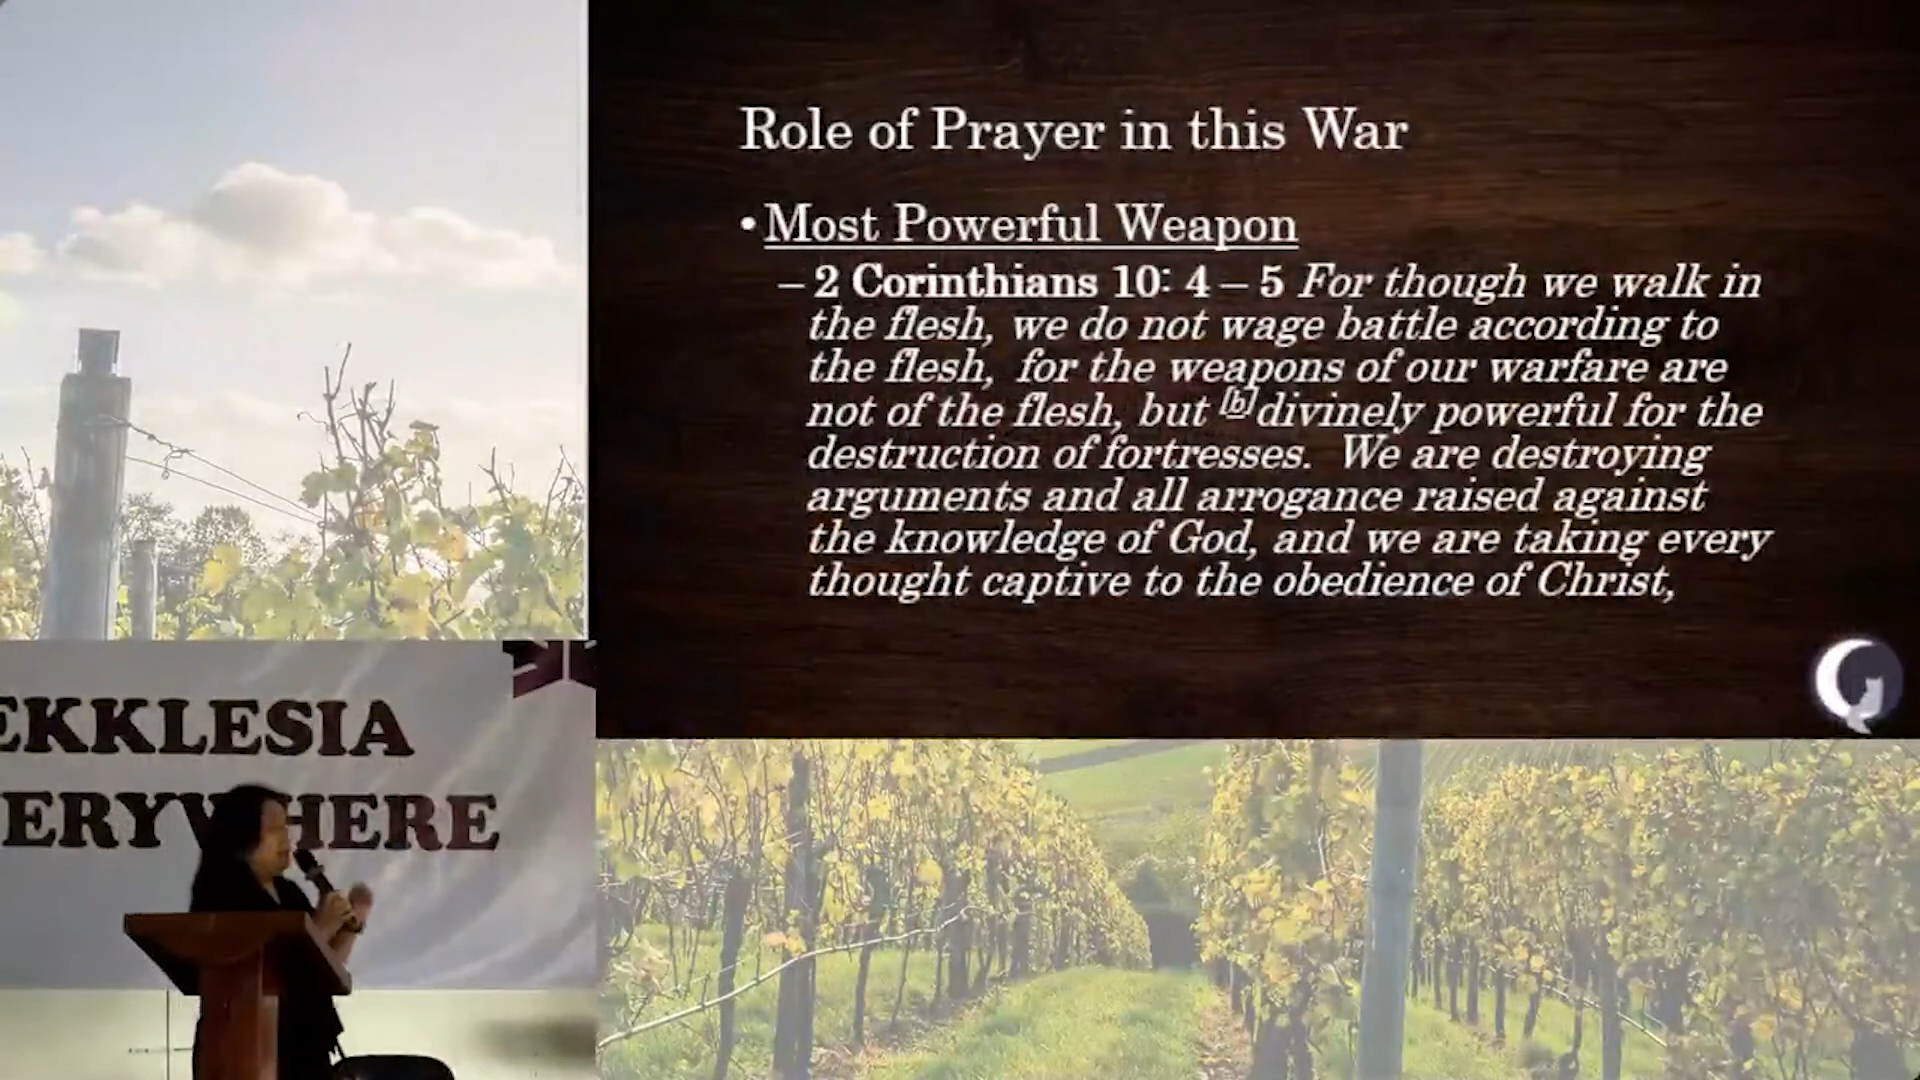 Role of Prayer in this War
• Most Powerful Weapon
– 2 Corinthians 10: 4 – 5 For though we walk in
the flesh, we do not wage battle according to
the flesh, for the weapons of our warfare are
not of the flesh, but [b] divinely powerful for the
destruction of fortresses. We are destroying
arguments and all arrogance raised against
the knowledge of God, and we are taking every
thought captive to the obedience of Christ,
EKKLESIA
ERYWHERE